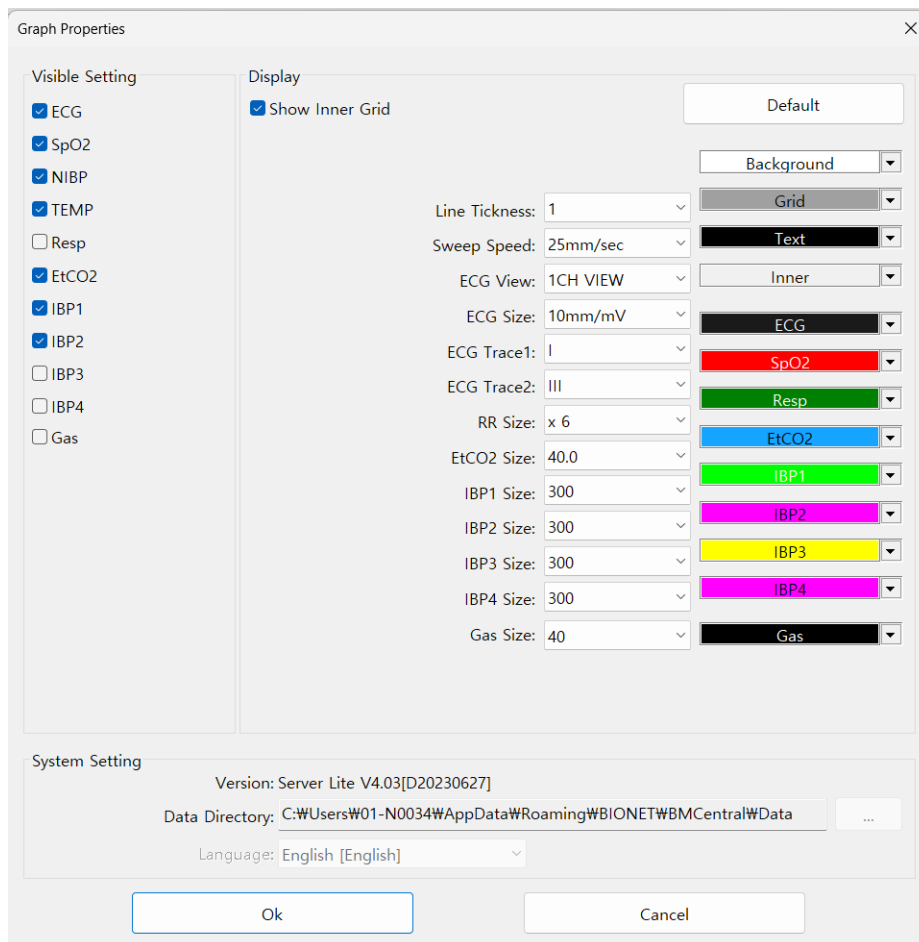 Graph Properties
Visible Setting
ECG
SpO2
NIBP
TEMP
Resp
EtCO2
IBP1
IBP2
IBP3
IBP4
Gas
Display
Show Inner Grid
Default
Line Tickness: 1
Sweep Speed: 25mm/sec
ECG View: 1CH VIEW
ECG Size: 10mm/mV
ECG Trace1: I
ECG Trace2: III
RR Size: x 6
EtCO2 Size: 40.0
IBP1 Size: 300
IBP2 Size: 300
IBP3 Size: 300
IBP4 Size: 300
Gas Size: 40
Background
Grid
Text
Inner
ECG
SpO2
Resp
EtCO2
IBP1
IBP2
IBP3
IBP4
Gas
System Setting
Version: Server Lite V4.03[D20230627]
Data Directory: C:₩Users₩01-N0034₩AppData₩Roaming₩BIONET₩BMCentral₩Data
...
Language: English [English]
Ok
Cancel